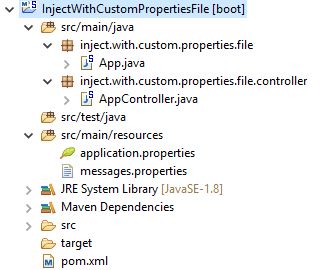 InjectWithCustomPropertiesFile [boot]
src/main/java
inject.with.custom.properties.file
App.java
inject.with.custom.properties.file.controller
AppController.java
src/test/java
src/main/resources
application.properties
messages.properties
JRE System Library [JavaSE-1.8]
Maven Dependencies
src
target
pom.xml